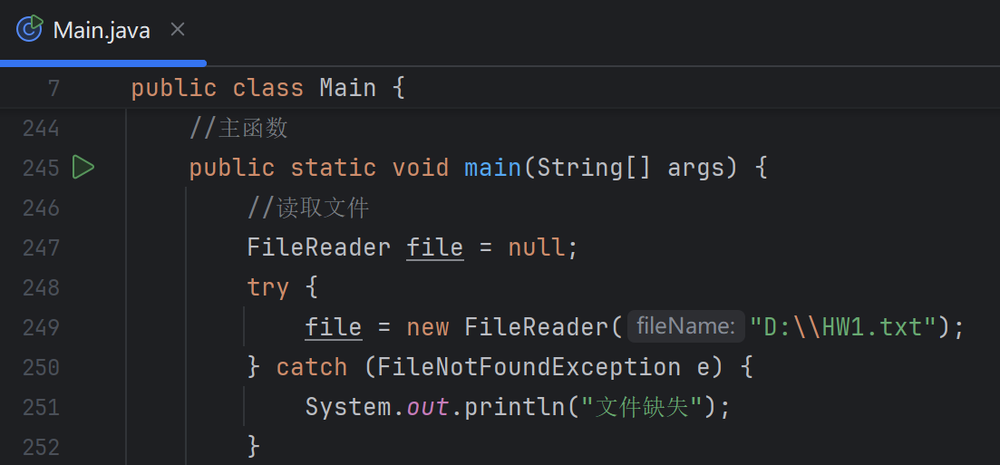 Main.java
7 public class Main {
244 //主函数
245 public static void main(String[] args) {
246 //读取文件
247 FileReader file = null;
248 try {
249 file = new FileReader( fileName: "D:\\HW1.txt");
250 } catch (FileNotFoundException e) {
251 System.out.println("文件缺失");
252 }